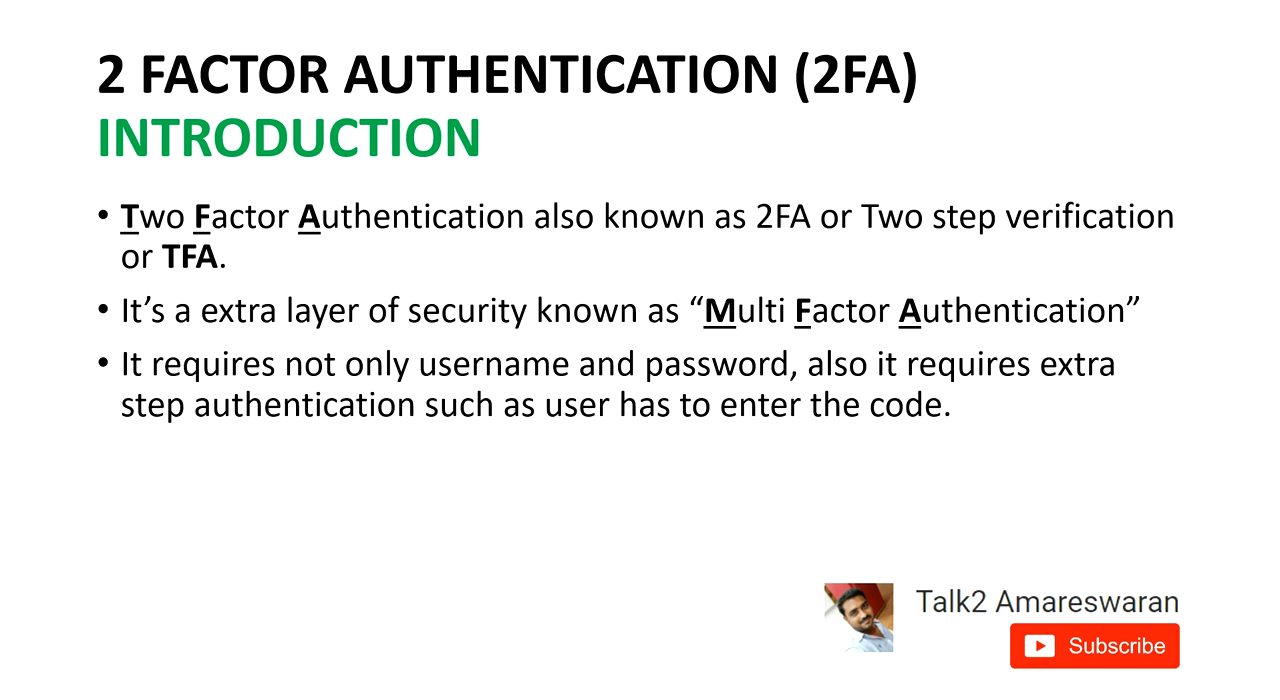 2 FACTOR AUTHENTICATION (2FA)
INTRODUCTION
• Two Factor Authentication also known as 2FA or Two step verification
or TFA.
• It’s a extra layer of security known as “Multi Factor Authentication”
• It requires not only username and password, also it requires extra
step authentication such as user has to enter the code.
Talk2 Amareswaran
Subscribe